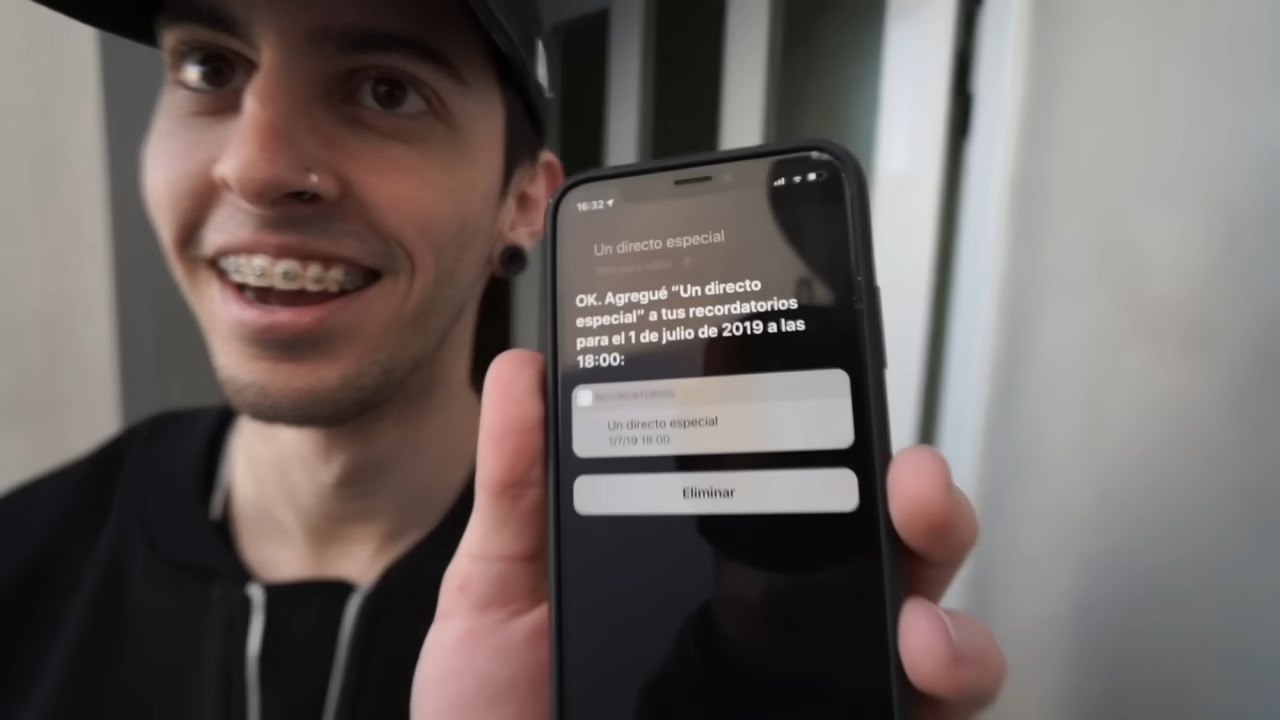 16:32
Un directo especial
OK. Agregué “Un directo
especial” a tus recordatorios
para el 1 de julio de 2019 a las
18:00:
RECORDATORIOS
Un directo especial
1/7/19 18:00
Eliminar